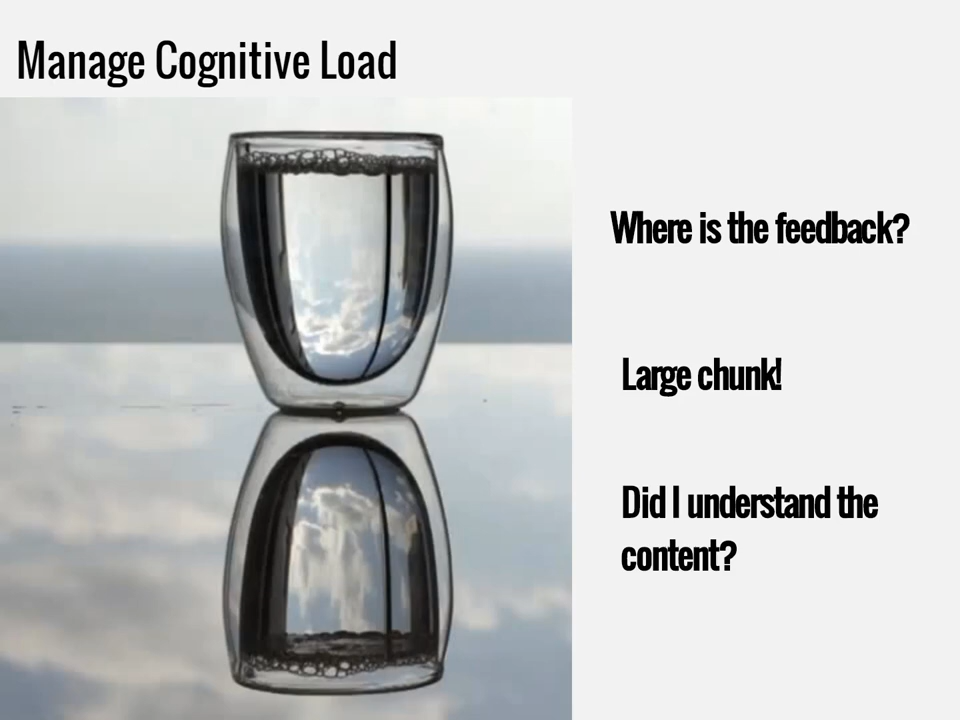 Manage Cognitive Load
Where is the feedback?
Large chunk!
Did I understand the
content?